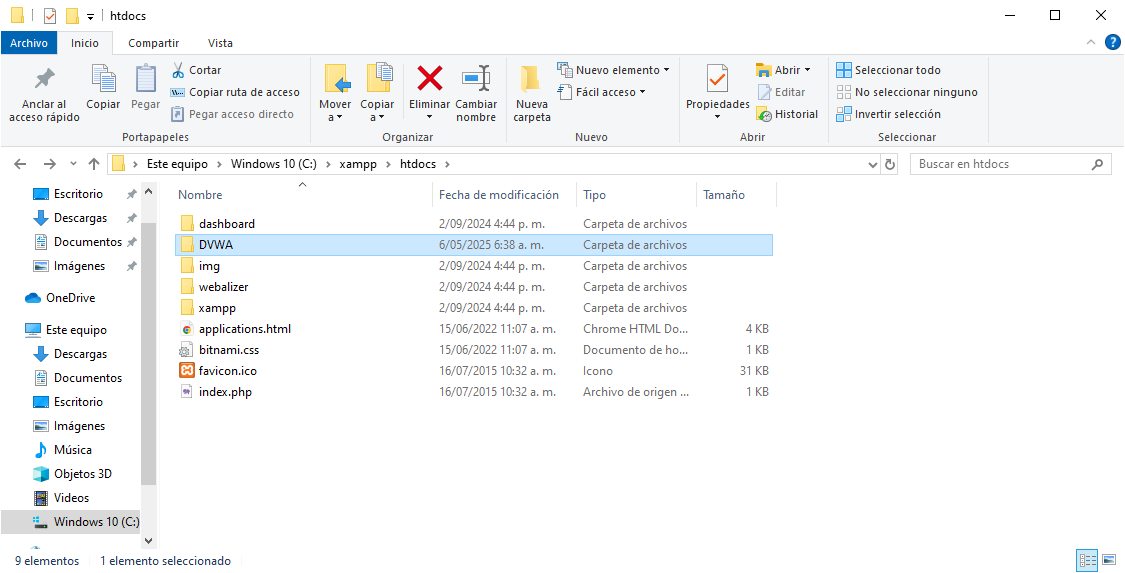 htdocs
Archivo Inicio Compartir Vista
Anclar al acceso rápido
Copiar
Pegar
Cortar
Copiar ruta de acceso
Pegar acceso directo
Portapapeles
Mover a
Copiar a
Eliminar
Cambiar nombre
Organizar
Nueva carpeta
Nuevo elemento
Fácil acceso
Nuevo
Propiedades
Abrir
Editar
Historial
Abrir
Seleccionar todo
No seleccionar ninguno
Invertir selección
Seleccionar
Este equipo > Windows 10 (C:) > xampp > htdocs >
Buscar en htdocs
Escritorio
Descargas
Documentos
Imágenes
OneDrive
Este equipo
Descargas
Documentos
Escritorio
Imágenes
Música
Objetos 3D
Videos
Windows 10 (C:)
Nombre Fecha de modificación Tipo Tamaño
dashboard 2/09/2024 4:44 p. m. Carpeta de archivos
DVWA 6/05/2025 6:38 a. m. Carpeta de archivos
img 2/09/2024 4:44 p. m. Carpeta de archivos
webalizer 2/09/2024 4:44 p. m. Carpeta de archivos
xampp 2/09/2024 4:44 p. m. Carpeta de archivos
applications.html 15/06/2022 11:07 a. m. Chrome HTML Do... 4 KB
bitnami.css 15/06/2022 11:07 a. m. Documento de ho... 1 KB
favicon.ico 16/07/2015 10:32 a. m. Icono 31 KB
index.php 16/07/2015 10:32 a. m. Archivo de origen ... 1 KB
9 elementos 1 elemento seleccionado